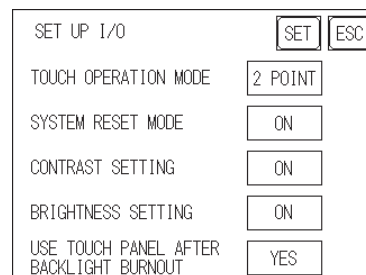 SET UP I/O SET ESC
TOUCH OPERATION MODE 2 POINT
SYSTEM RESET MODE ON
CONTRAST SETTING ON
BRIGHTNESS SETTING ON
USE TOUCH PANEL AFTER
BACKLIGHT BURNOUT YES